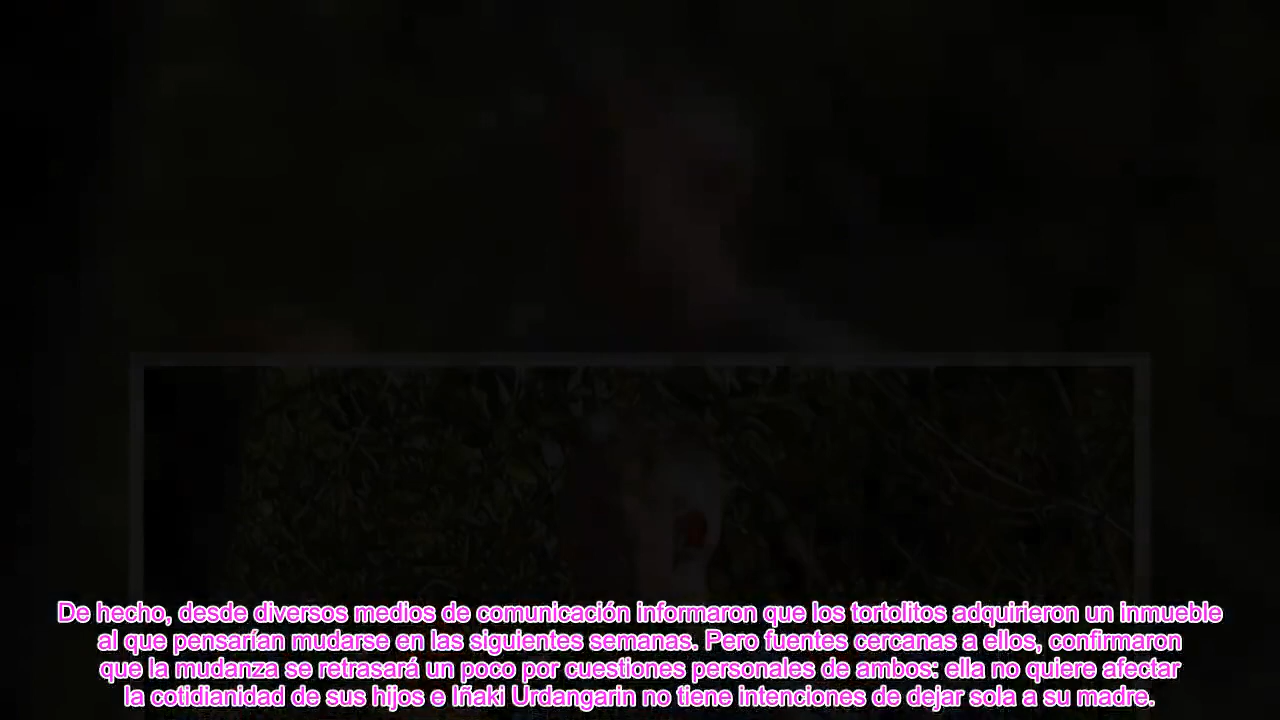 De hecho, desde diversos medios de comunicación informaron que los tortolitos adquirieron un inmueble
al que pensarían mudarse en las siguientes semanas. Pero fuentes cercanas a ellos, confirmaron
que la mudanza se retrasará un poco por cuestiones personales de ambos: ella no quiere afectar
la cotidianidad de sus hijos e Iñaki Urdangarin no tiene intenciones de dejar sola a su madre.